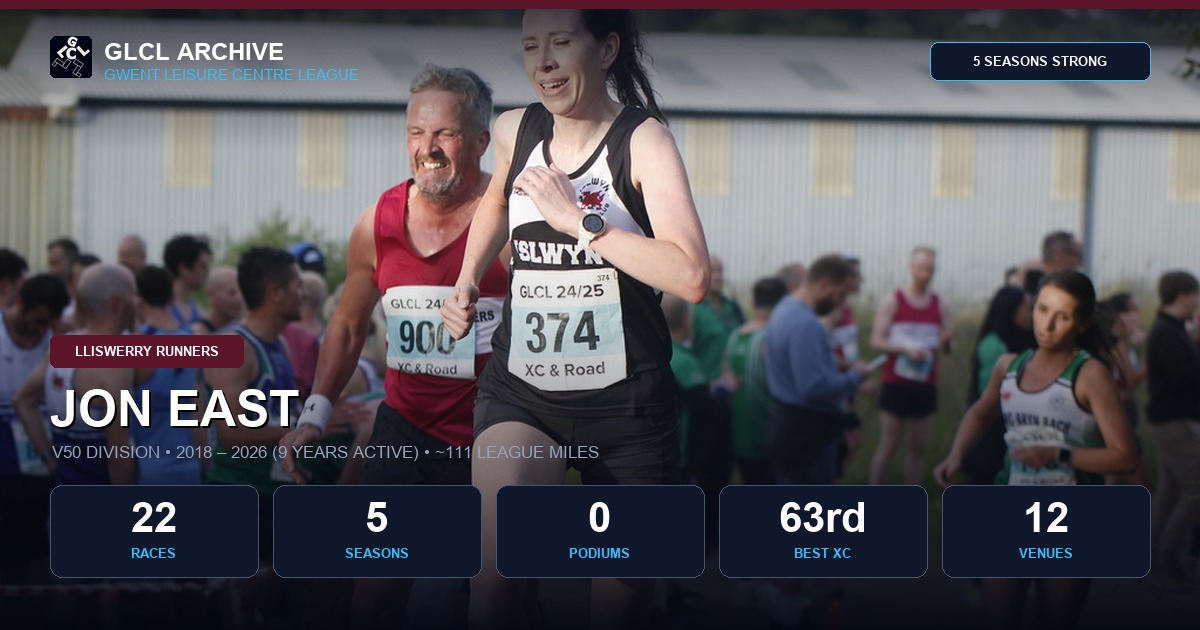 GLCL ARCHIVE
GWENT LEISURE CENTRE LEAGUE
5 SEASONS STRONG
ISLWYN
374
GLCL 24/25
374
XC & Road
GLCL 24/
900
XC & Road
LLISWERRY RUNNERS
JON EAST
V50 DIVISION • 2018 – 2026 (9 YEARS ACTIVE) • ~111 LEAGUE MILES
22
RACES
5
SEASONS
0
PODIUMS
63rd
BEST XC
12
VENUES